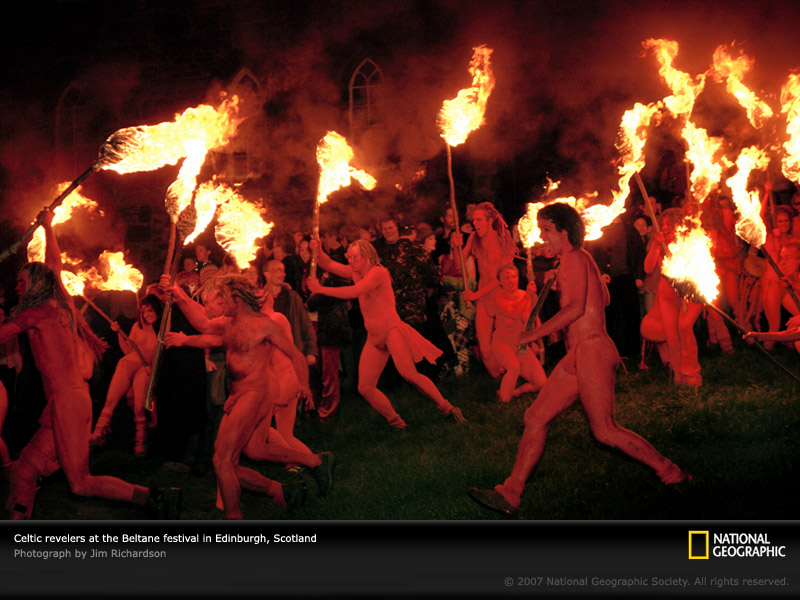 Celtic revelers at the Beltane festival in Edinburgh, Scotland
Photograph by Jim Richardson
NATIONAL
GEOGRAPHIC
© 2007 National Geographic Society. All rights reserved.